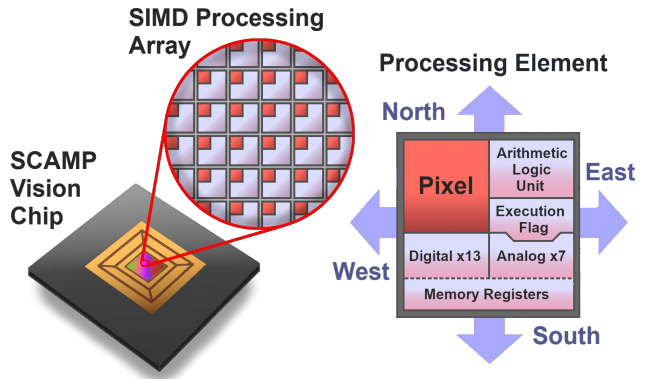 SIMD Processing
Array
SCAMP
Vision
Chip
Processing Element
North
Pixel
Arithmetic
Logic
Unit
East
Execution
Flag
West
Digital x13
Analog x7
Memory Registers
South